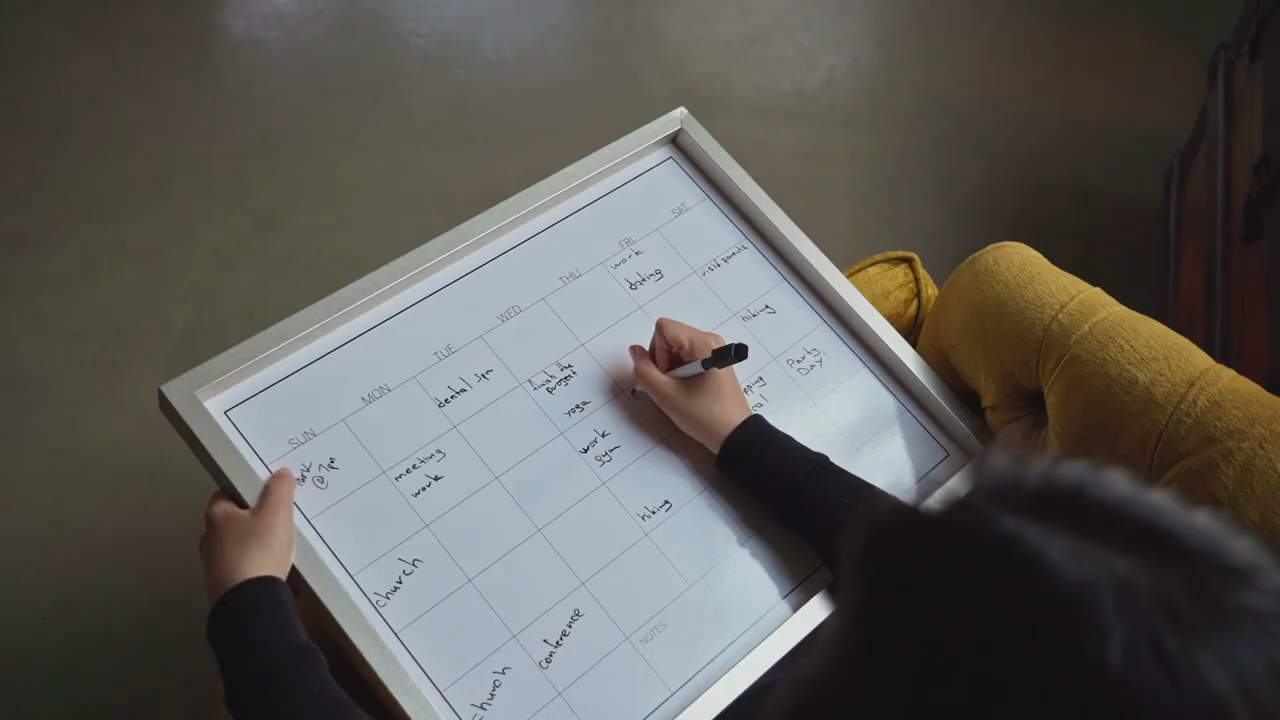 SUN MON TUE WED THU FRI SAT
@ 7pm
dental
work
dating
meeting
work
finish the
project
yoga
visit parents
church
work
gym
hiking
hiking
Party
Day
church
conference
NOTES: